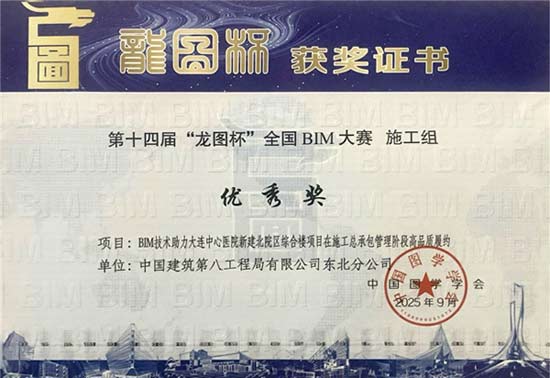 龍圖杯 获奖证书
第十四届“龙图杯”全国BIM大赛 施工组
优秀奖
项目：BIM技术助力大连中心医院新建北院区综合楼项目在施工总承包管理阶段高品质履约
单位：中国建筑第八工程局有限公司东北分公司
中国图学学会
2025年9月